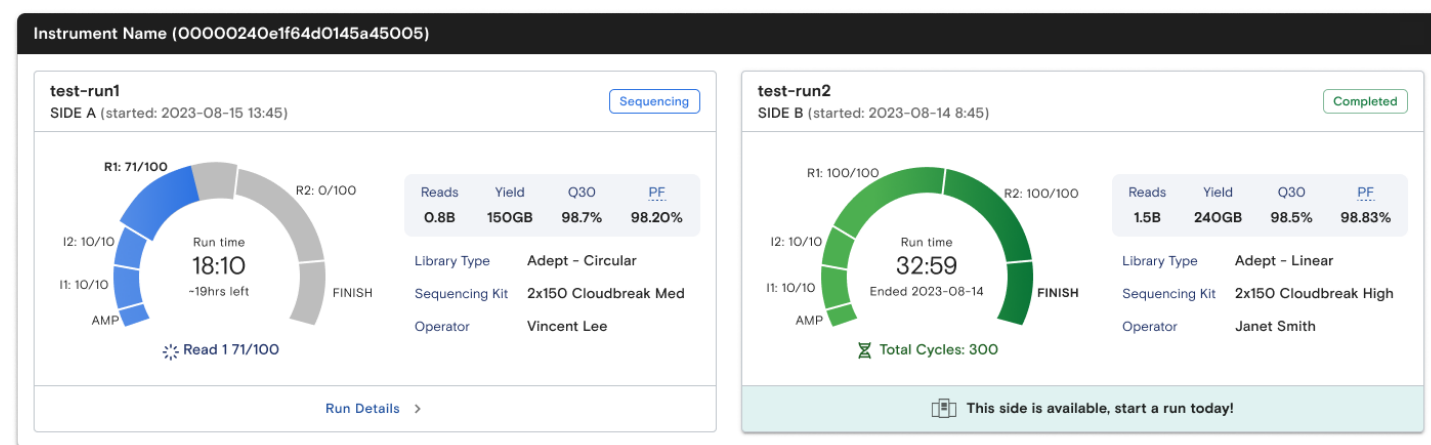 Instrument Name (00000240e1f64d0145a45005)
test-run1
SIDE A (started: 2023-08-15 13:45)
Sequencing
R1: 71/100
R2: 0/100
I2: 10/10
I1: 10/10
AMP
FINISH
Run time
18:10
~19hrs left
Read 1 71/100
Reads Yield Q30 PF
0.8B 150GB 98.7% 98.20%
Library Type Adept - Circular
Sequencing Kit 2x150 Cloudbreak Med
Operator Vincent Lee
Run Details >
test-run2
SIDE B (started: 2023-08-14 8:45)
Completed
R1: 100/100
R2: 100/100
I2: 10/10
I1: 10/10
AMP
FINISH
Run time
32:59
Ended 2023-08-14
Total Cycles: 300
Reads Yield Q30 PF
1.5B 240GB 98.5% 98.83%
Library Type Adept - Linear
Sequencing Kit 2x150 Cloudbreak High
Operator Janet Smith
This side is available, start a run today!